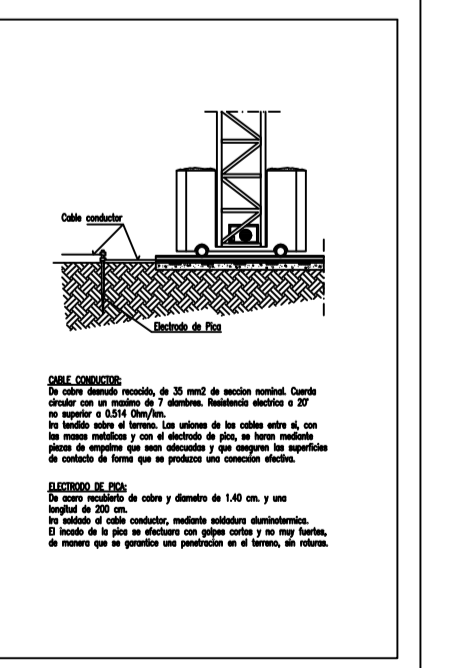 Cable conductor
Electrodo de Pica
CABLE CONDUCTOR:
De cobre desnudo recocido, de 35 mm2 de seccion nominal. Cuerda
circular con un maximo de 7 alambres. Resistencia electrica a 20'
no superior a 0.514 Ohm/km.
Ira tendido sobre el terreno. Las uniones de los cables entre si, con
las masas metalicas y con el electrodo de pica, se haran mediante
piezas de empalme que sean adecuadas y que aseguren las superficies
de contacto de forma que se produzca una conecxion efectiva.
ELECTRODO DE PICA:
De acero recubierto de cobre y diametro de 1.40 cm. y una
longitud de 200 cm.
Ira soldado al cable conductor, mediante soldadura aluminotermica.
El incado de la pica se efectuara con golpes cortos y no muy fuertes,
de manera que se garantice una penetracion en el terreno, sin roturas.